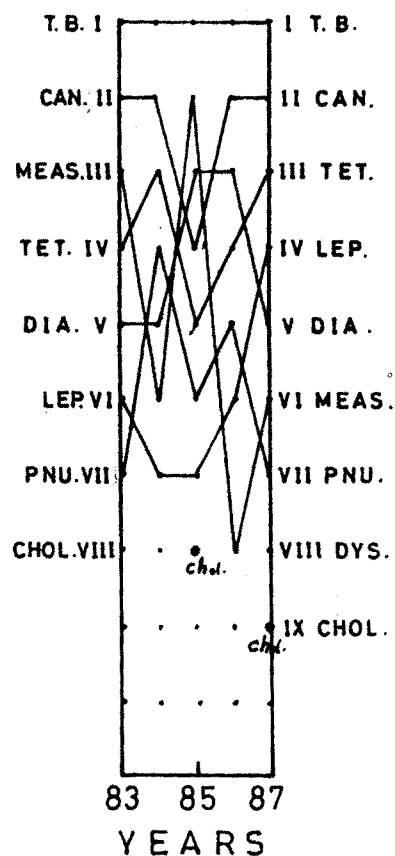 T.B. I I T.B.
CAN. II II CAN.
MEAS.III III TET.
TET. IV IV LEP.
DIA. V V DIA.
LEP. VI VI MEAS.
PNU.VII VII PNU.
CHOL.VIII chol. VIII DYS.
IX CHOL.
chol.
83 85 87
YEARS